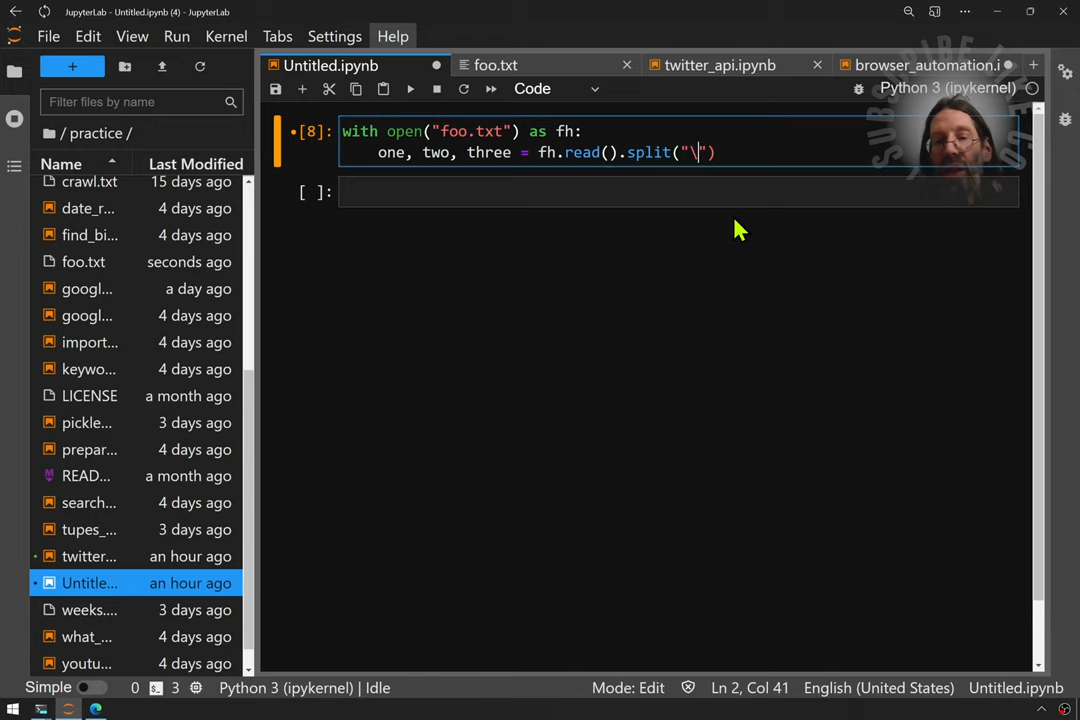 JupyterLab - Untitled.ipynb (4) - JupyterLab
File Edit View Run Kernel Tabs Settings Help
Untitled.ipynb foo.txt twitter_api.ipynb browser_automation.i
Code Python 3 (ipykernel)
Filter files by name
/ practice /
Name Last Modified
crawl.txt 15 days ago
date_r... 4 days ago
find_bi... 4 days ago
foo.txt seconds ago
googl... a day ago
googl... 4 days ago
import... 4 days ago
keywo... 4 days ago
LICENSE a month ago
pickle... 3 days ago
prepar... 4 days ago
READ... a month ago
search... 4 days ago
tupes_... 3 days ago
twitter... an hour ago
Untitle... an hour ago
weeks.... 3 days ago
what_... 4 days ago
youtu... 4 days ago
[8]: with open("foo.txt") as fh:
one, two, three = fh.read().split("\")
[ ]:
Simple 0 3 Python 3 (ipykernel) | Idle Mode: Edit Ln 2, Col 41 English (United States) Untitled.ipynb